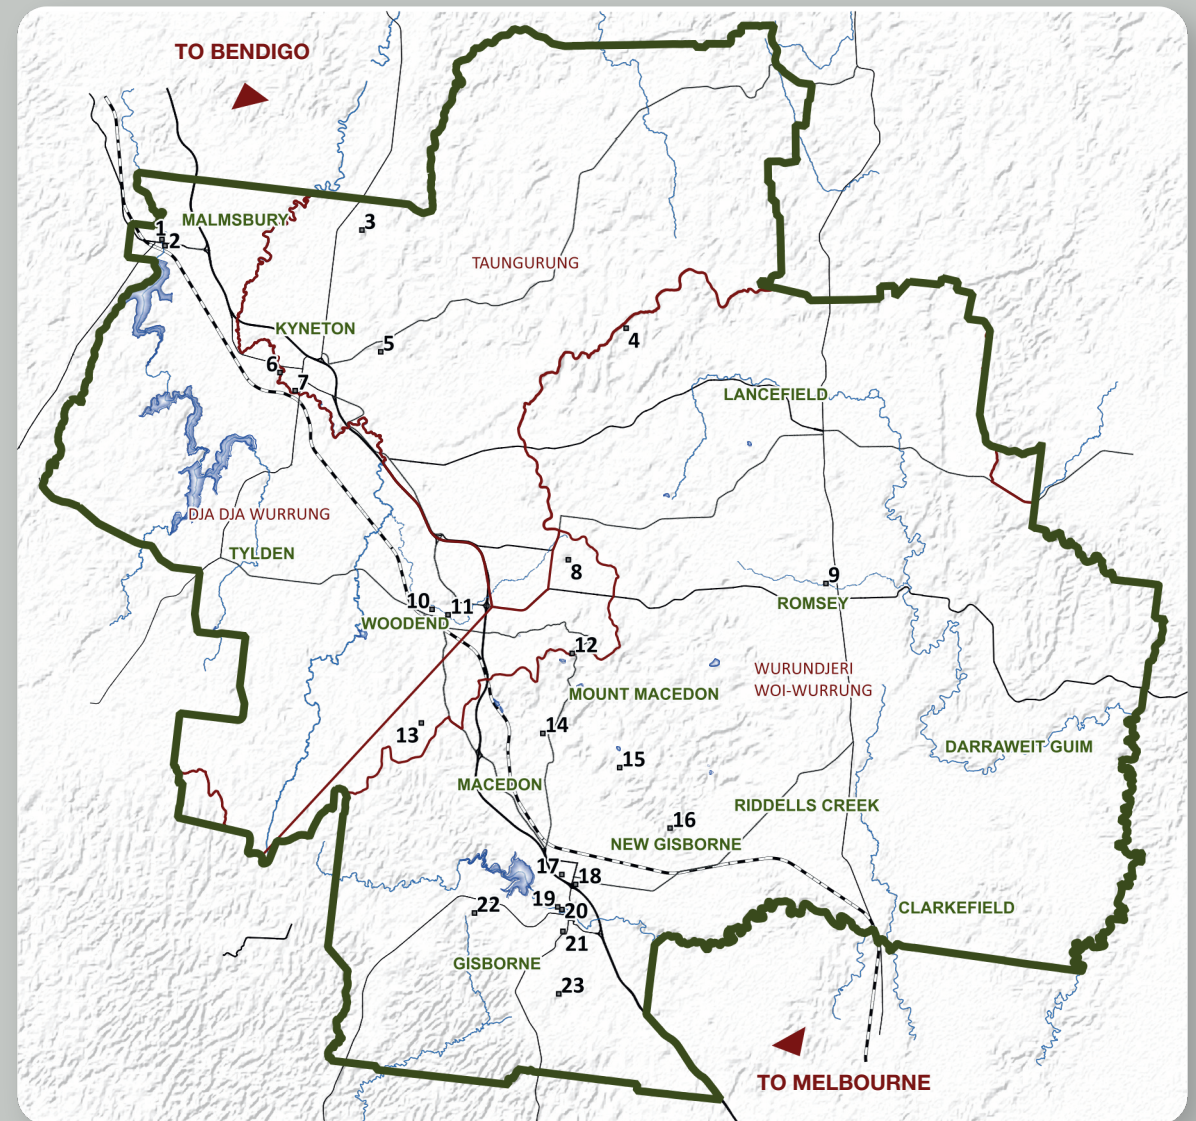 TO BENDIGO
MALMSBURY
1
2
3
TAUNGURUNG
KYNETON
4
5
6
7
LANCEFIELD
DJA DJA WURRUNG
TYLDEN
8
9
ROMSEY
10
11
WOODEND
12
WURUNDJERI
WOI-WURRUNG
MOUNT MACEDON
13
14
DARRAWEIT GUIM
15
MACEDON
RIDDELLS CREEK
16
NEW GISBORNE
17
18
19
20
22
CLARKEFIELD
21
GISBORNE
23
TO MELBOURNE